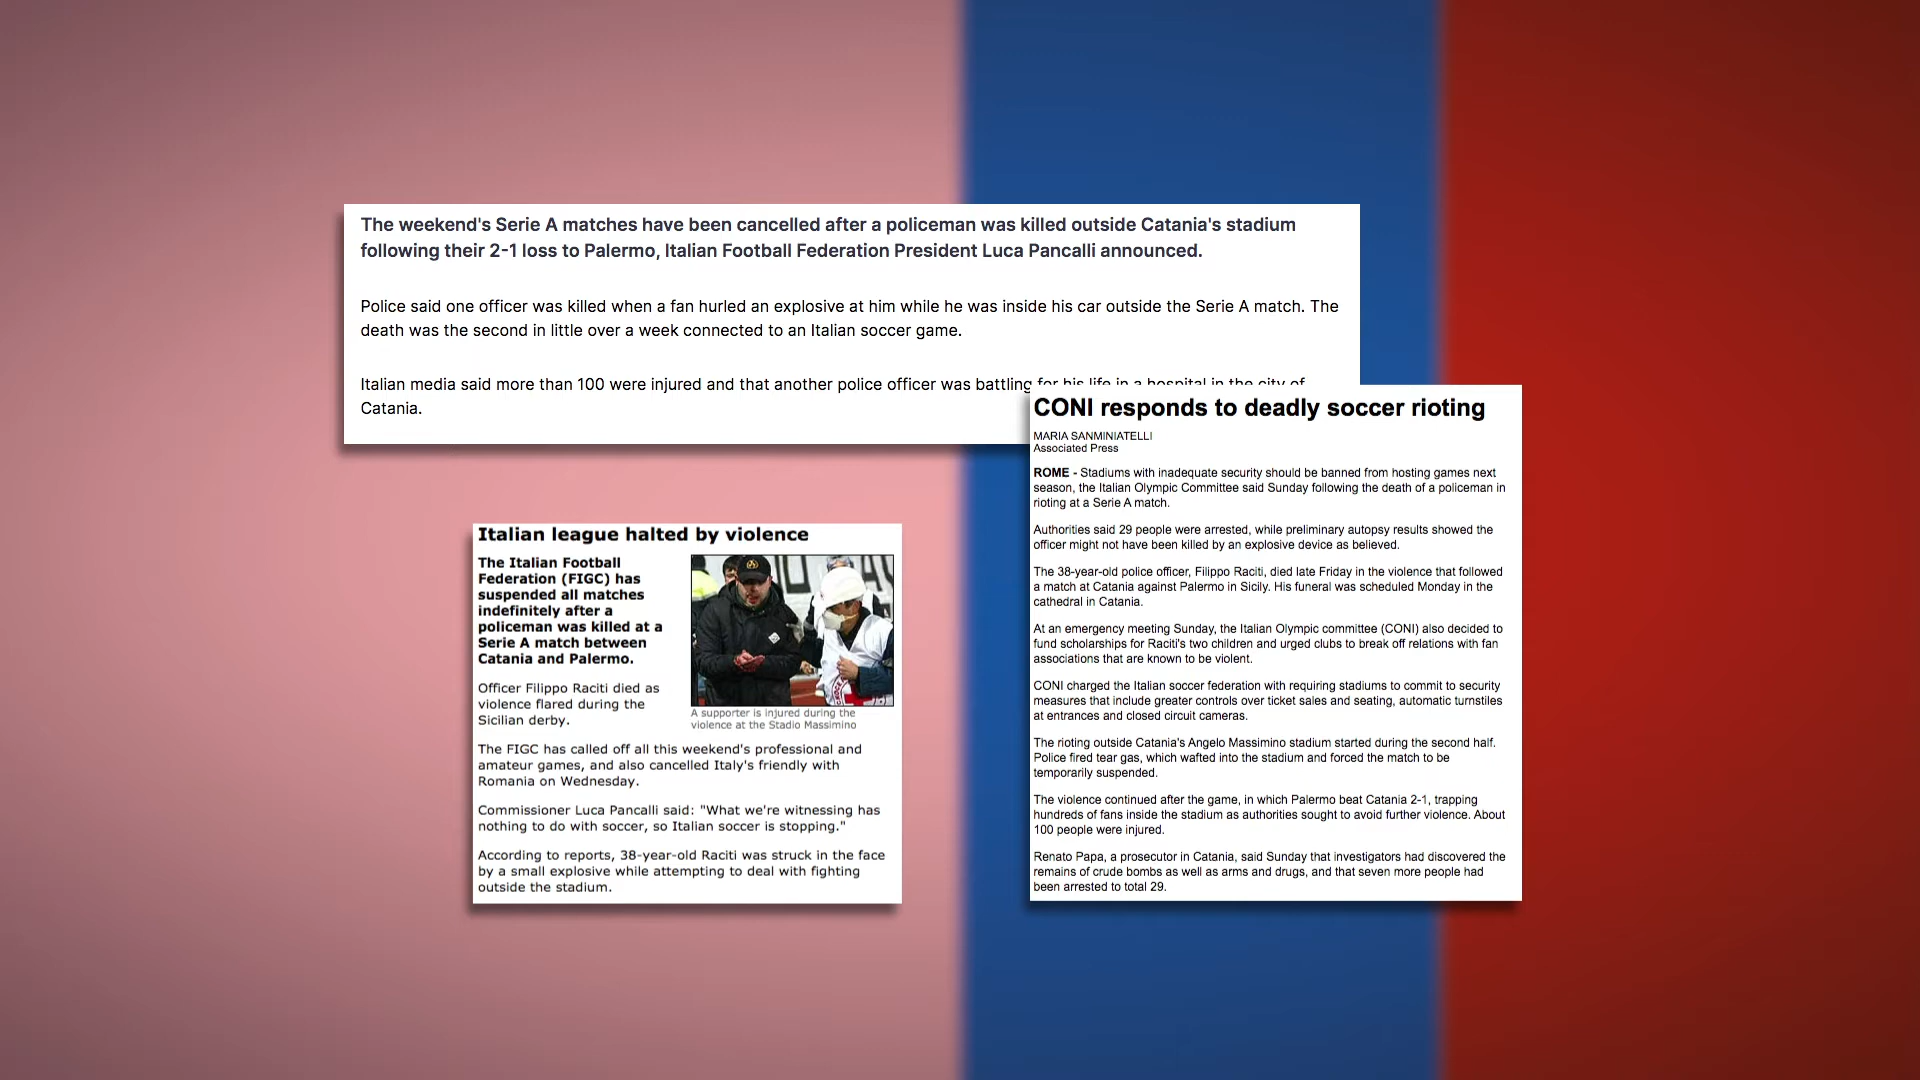 The weekend's Serie A matches have been cancelled after a policeman was killed outside Catania's stadium
following their 2-1 loss to Palermo, Italian Football Federation President Luca Pancalli announced.
Police said one officer was killed when a fan hurled an explosive at him while he was inside his car outside the Serie A match. The
death was the second in little over a week connected to an Italian soccer game.
Italian media said more than 100 were injured and that another police officer was battling for his life in a hospital in the city of
Catania.
Italian league halted by violence
The Italian Football
Federation (FIGC) has
suspended all matches
indefinitely after a
policeman was killed at a
Serie A match between
Catania and Palermo.
Officer Filippo Raciti died as
violence flared during the
Sicilian derby.
A supporter is injured during the
violence at the Stadio Massimino
The FIGC has called off all this weekend's professional and
amateur games, and also cancelled Italy's friendly with
Romania on Wednesday.
Commissioner Luca Pancalli said: "What we're witnessing has
nothing to do with soccer, so Italian soccer is stopping."
According to reports, 38-year-old Raciti was struck in the face
by a small explosive while attempting to deal with fighting
outside the stadium.
CONI responds to deadly soccer rioting
MARIA SANMINIATELLI
Associated Press
ROME - Stadiums with inadequate security should be banned from hosting games next
season, the Italian Olympic Committee said Sunday following the death of a policeman in
rioting at a Serie A match.
Authorities said 29 people were arrested, while preliminary autopsy results showed the
officer might not have been killed by an explosive device as believed.
The 38-year-old police officer, Filippo Raciti, died late Friday in the violence that followed
a match at Catania against Palermo in Sicily. His funeral was scheduled Monday in the
cathedral in Catania.
At an emergency meeting Sunday, the Italian Olympic committee (CONI) also decided to
fund scholarships for Raciti's two children and urged clubs to break off relations with fan
associations that are known to be violent.
CONI charged the Italian soccer federation with requiring stadiums to commit to security
measures that include greater controls over ticket sales and seating, automatic turnstiles
at entrances and closed circuit cameras.
The rioting outside Catania's Angelo Massimino stadium started during the second half.
Police fired tear gas, which wafted into the stadium and forced the match to be
temporarily suspended.
The violence continued after the game, in which Palermo beat Catania 2-1, trapping
hundreds of fans inside the stadium as authorities sought to avoid further violence. About
100 people were injured.
Renato Papa, a prosecutor in Catania, said Sunday that investigators had discovered the
remains of crude bombs as well as arms and drugs, and that seven more people had
been arrested to total 29.